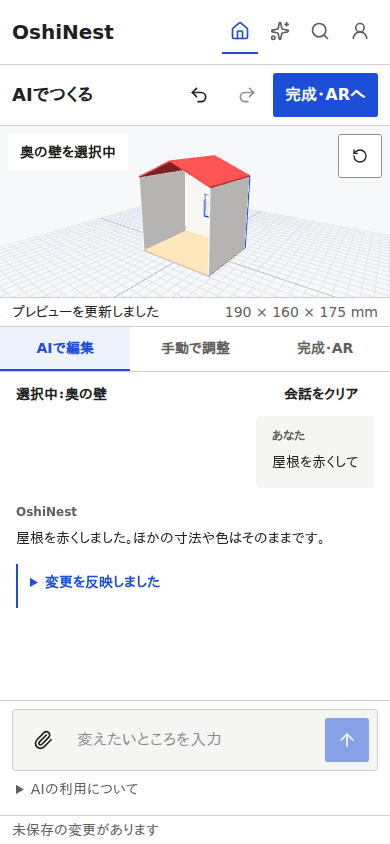 OshiNest
AIでつくる
完成・ARへ
奥の壁を選択中
プレビューを更新しました
190 × 160 × 175 mm
AIで編集
手動で調整
完成・AR
選択中:奥の壁
会話をクリア
あなた
屋根を赤くして
OshiNest
屋根を赤くしました。ほかの寸法や色はそのままです。
▶ 変更を反映しました
変えたいところを入力
▶ AIの利用について
未保存の変更があります